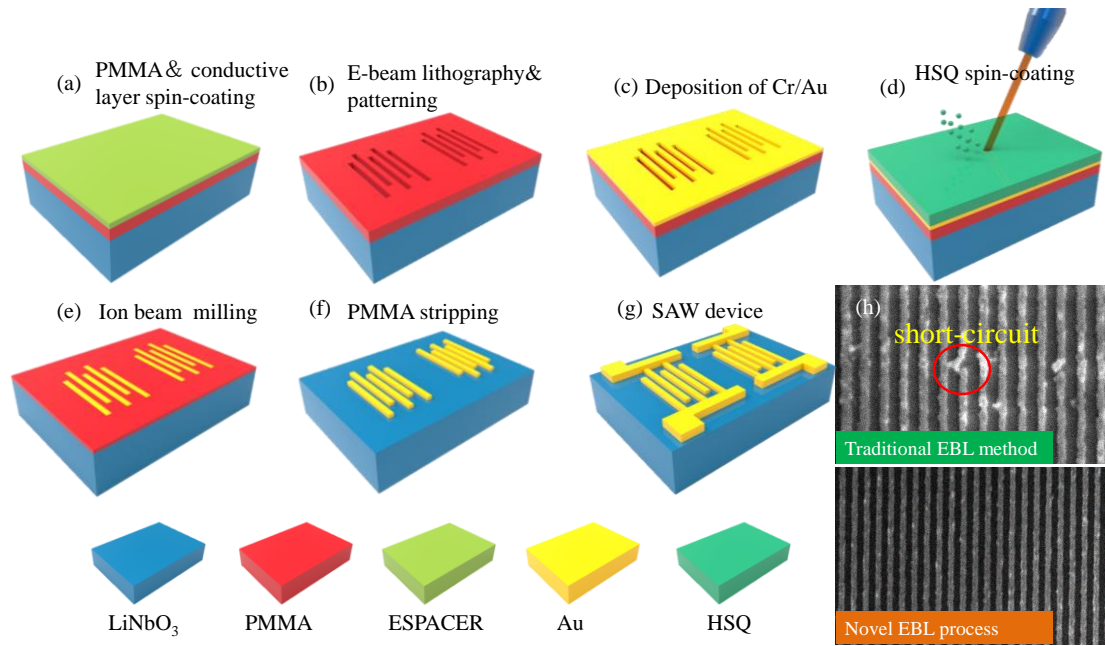 (a) PMMA& conductive
layer spin-coating
(b) E-beam lithography&
patterning
(c) Deposition of Cr/Au
(d) HSQ spin-coating
(e) Ion beam milling
(f) PMMA stripping
(g) SAW device
(h)
short-circuit
Traditional EBL method
Novel EBL process
LiNbO₃
PMMA
ESPACER
Au
HSQ